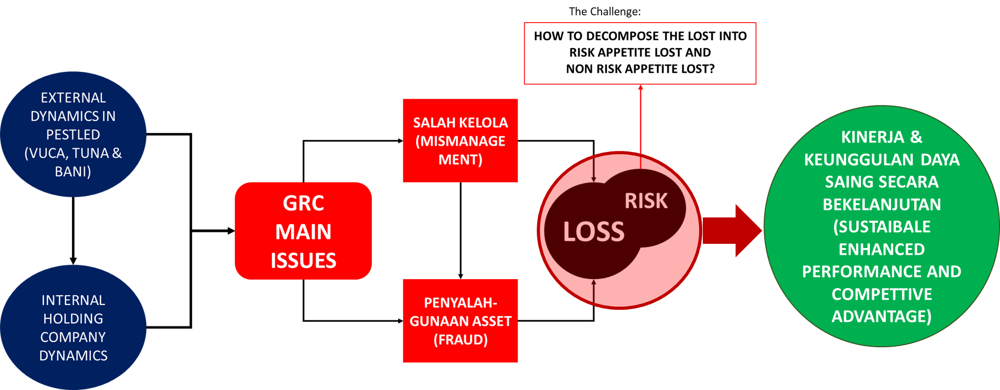 The Challenge:
HOW TO DECOMPOSE THE LOST INTO
RISK APPETITE LOST AND
NON RISK APPETITE LOST?
EXTERNAL
DYNAMICS IN
PESTLED
(VUCA, TUNA &
BANI)
INTERNAL
HOLDING
COMPANY
DYNAMICS
GRC
MAIN
ISSUES
SALAH KELOLA
(MISMANAGE
MENT)
PENYALAH-
GUNAAN ASSET
(FRAUD)
RISK
LOSS
KINERJA &
KEUNGGULAN DAYA
SAING SECARA
BEKELANJUTAN
(SUSTAIBALE
ENHANCED
PERFORMANCE AND
COMPETTIVE
ADVANTAGE)